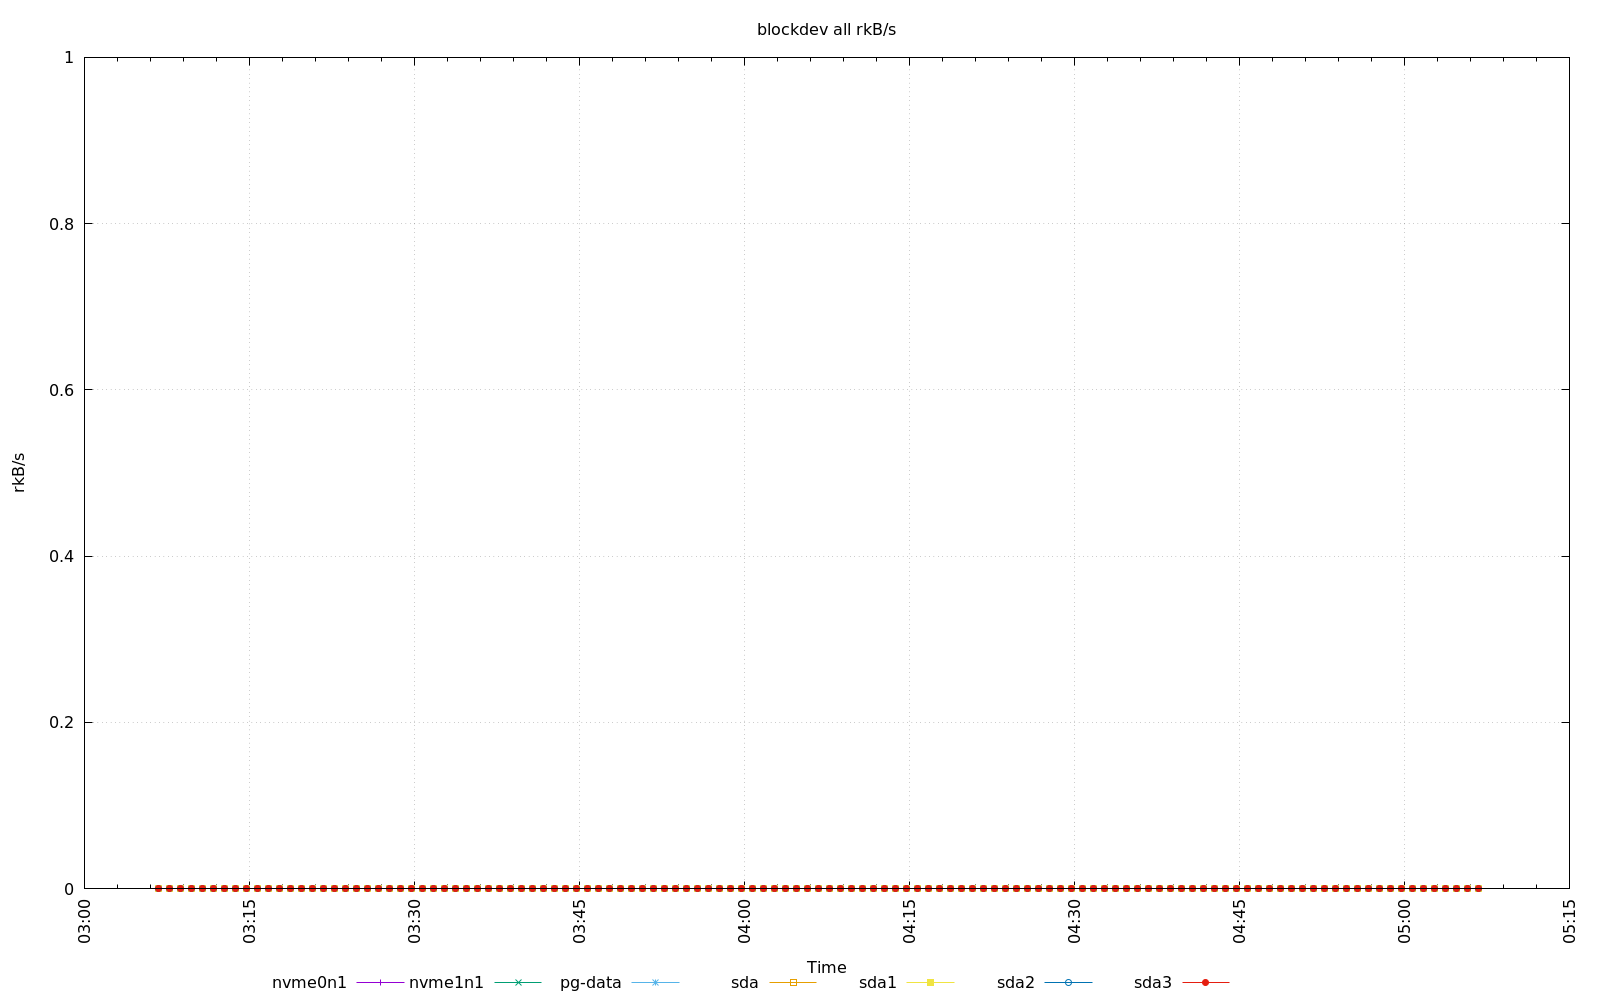 blockdev all rkB/s
1
0.8
0.6
0.4
0.2
0
rkB/s
03:00 03:15 03:30 03:45 04:00 04:15 04:30 04:45 05:00 05:15
Time
nvme0n1 nvme1n1 pg-data sda sda1 sda2 sda3